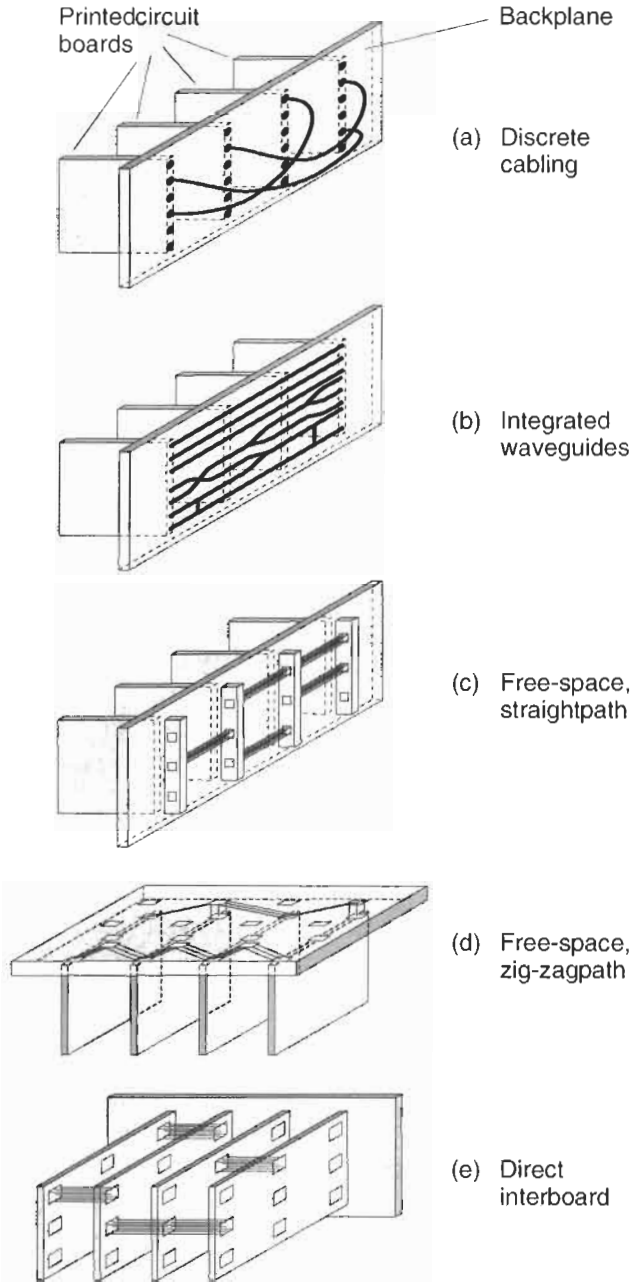 Printedcircuit
boards
Backplane
(a) Discrete
cabling
(b) Integrated
waveguides
(c) Free-space,
straightpath
(d) Free-space,
zig-zagpath
(e) Direct
interboard